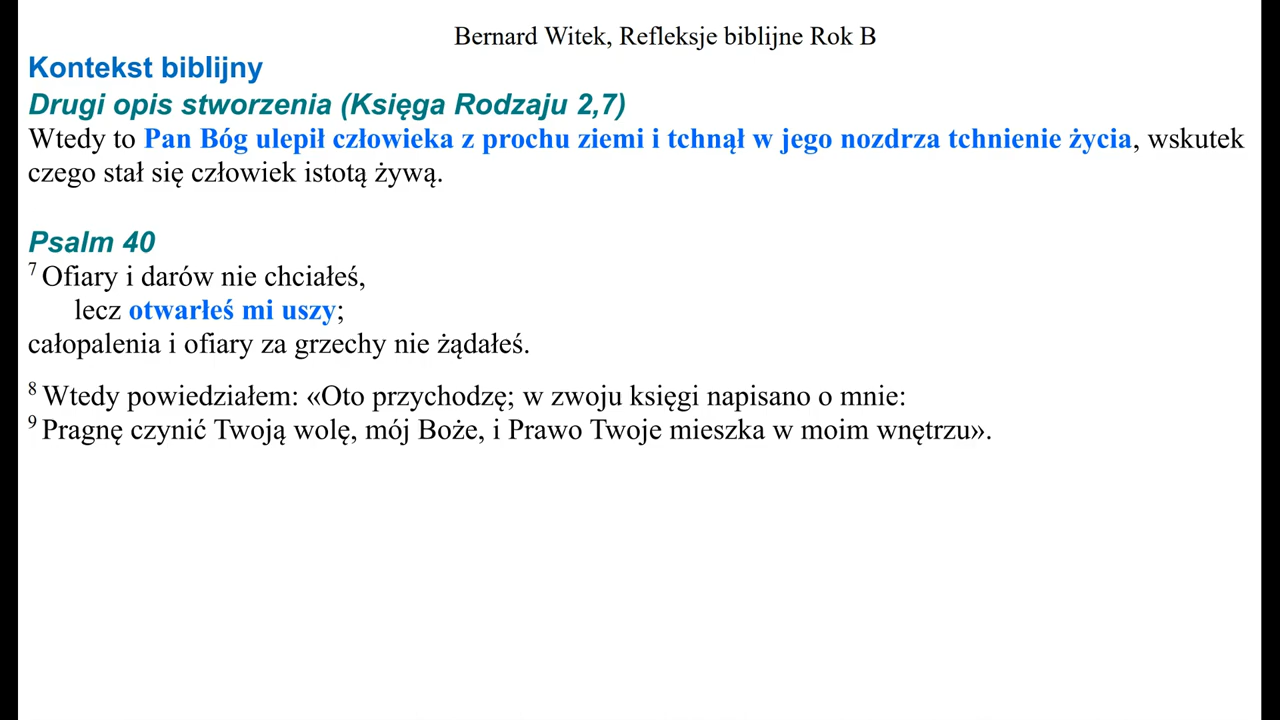 Bernard Witek, Refleksje biblijne Rok B
Kontekst biblijny
Drugi opis stworzenia (Księga Rodzaju 2,7)
Wtedy to Pan Bóg ulepił człowieka z prochu ziemi i tchnął w jego nozdrza tchnienie życia, wskutek
czego stał się człowiek istotą żywą.
Psalm 40
7 Ofiary i darów nie chciałeś,
lecz otwarłeś mi uszy;
całopalenia i ofiary za grzechy nie żądałeś.
8 Wtedy powiedziałem: «Oto przychodzę; w zwoju księgi napisano o mnie:
9 Pragnę czynić Twoją wolę, mój Boże, i Prawo Twoje mieszka w moim wnętrzu».